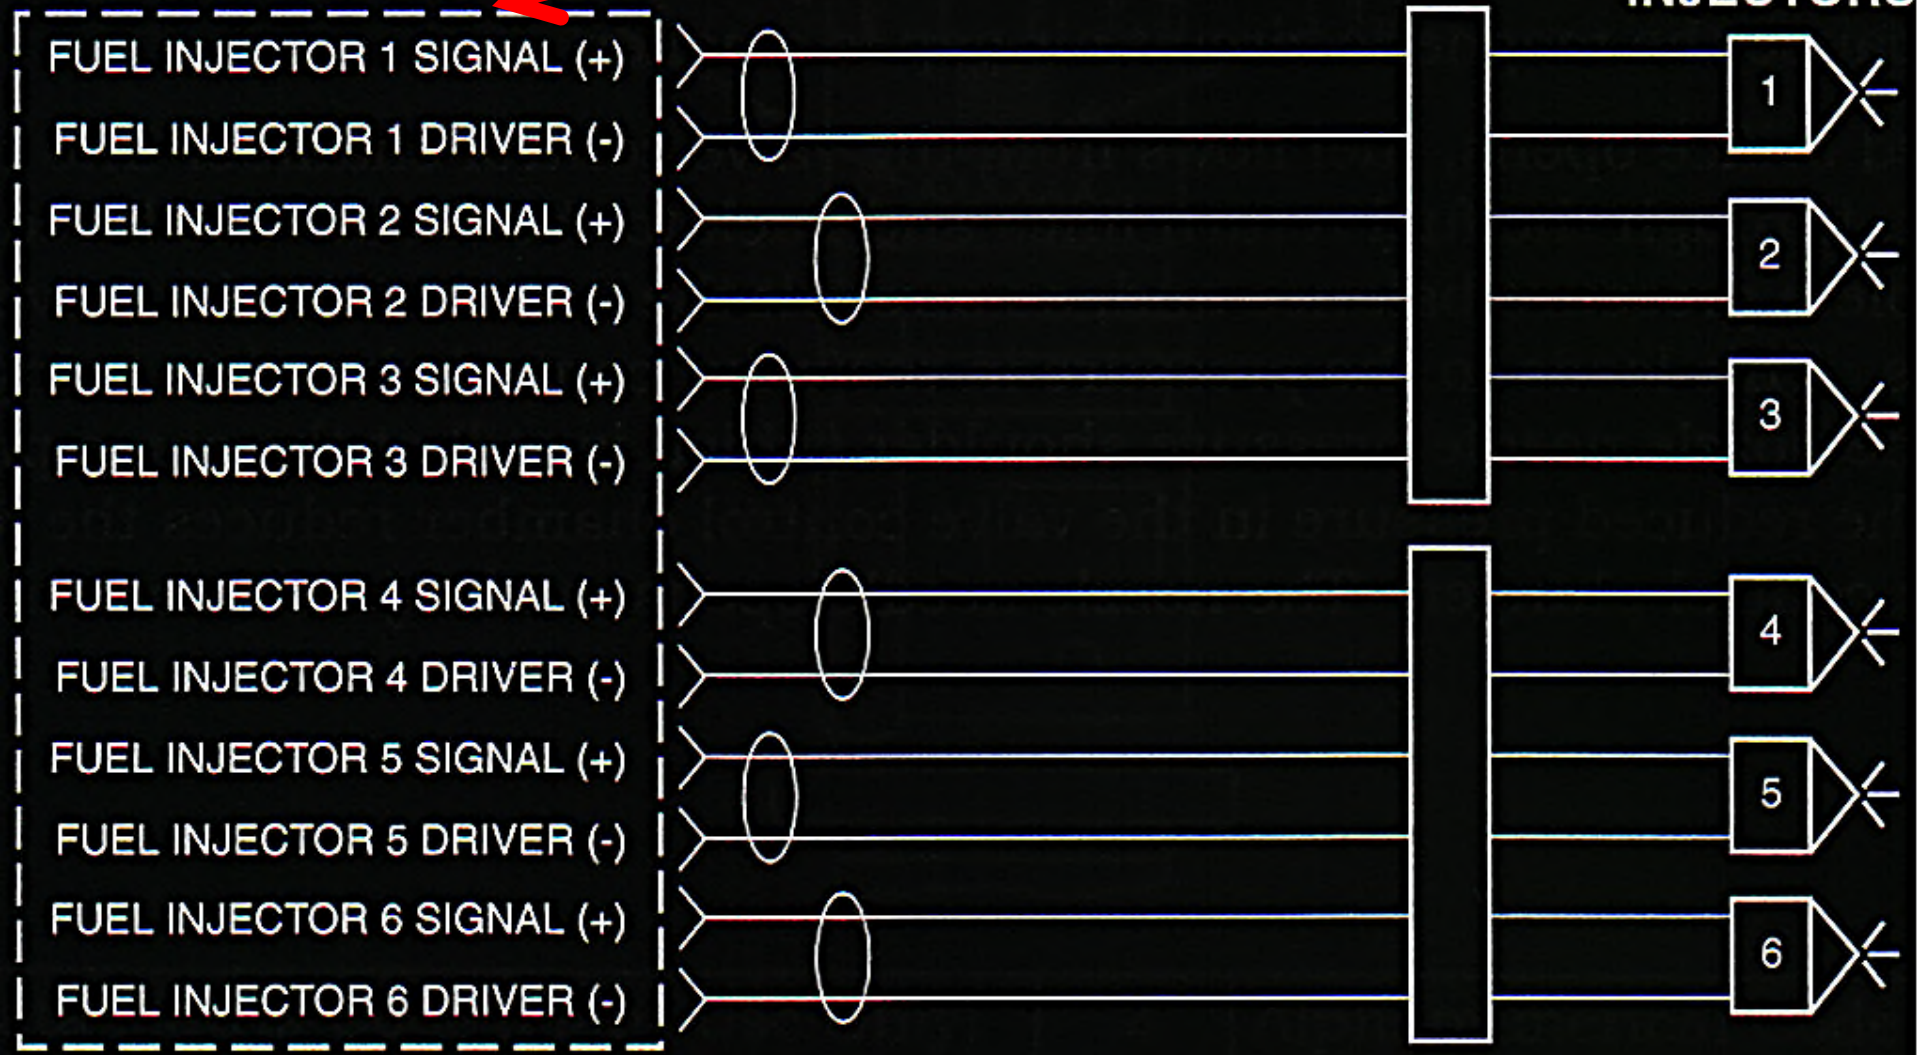 INJECTORS
FUEL INJECTOR 1 SIGNAL (+)
FUEL INJECTOR 1 DRIVER (-)
1
FUEL INJECTOR 2 SIGNAL (+)
FUEL INJECTOR 2 DRIVER (-)
2
FUEL INJECTOR 3 SIGNAL (+)
FUEL INJECTOR 3 DRIVER (-)
3
FUEL INJECTOR 4 SIGNAL (+)
FUEL INJECTOR 4 DRIVER (-)
4
FUEL INJECTOR 5 SIGNAL (+)
FUEL INJECTOR 5 DRIVER (-)
5
FUEL INJECTOR 6 SIGNAL (+)
FUEL INJECTOR 6 DRIVER (-)
6